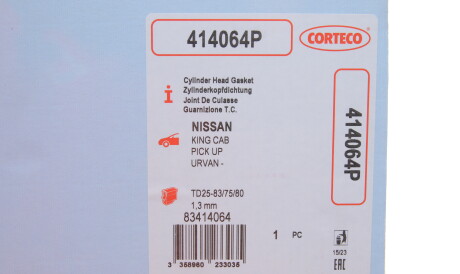 414064P
CORTECO
Cylinder Head Gasket
Zylinderkopfdichtung
Joint De Culasse
Guarnizione T.C.
NISSAN
KING CAB
PICK UP
URVAN -
TD25-83/75/80
1,3 mm
83414064
3 358960 233035
1 PC
15/23
EAC
414064P